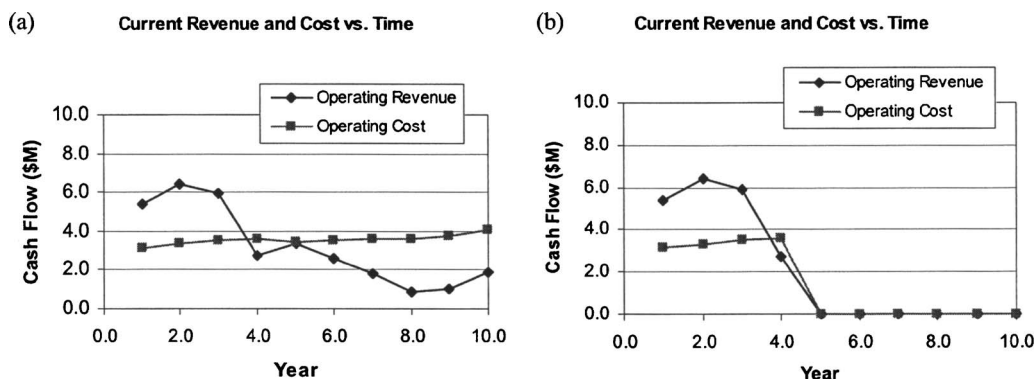 (a)
Current Revenue and Cost vs. Time
Operating Revenue
Operating Cost
Cash Flow ($M)
10.0
8.0
6.0
4.0
2.0
0.0
0.0 2.0 4.0 6.0 8.0 10.0
Year
(b)
Current Revenue and Cost vs. Time
Operating Revenue
Operating Cost
Cash Flow ($M)
10.0
8.0
6.0
4.0
2.0
0.0
0.0 2.0 4.0 6.0 8.0 10.0
Year